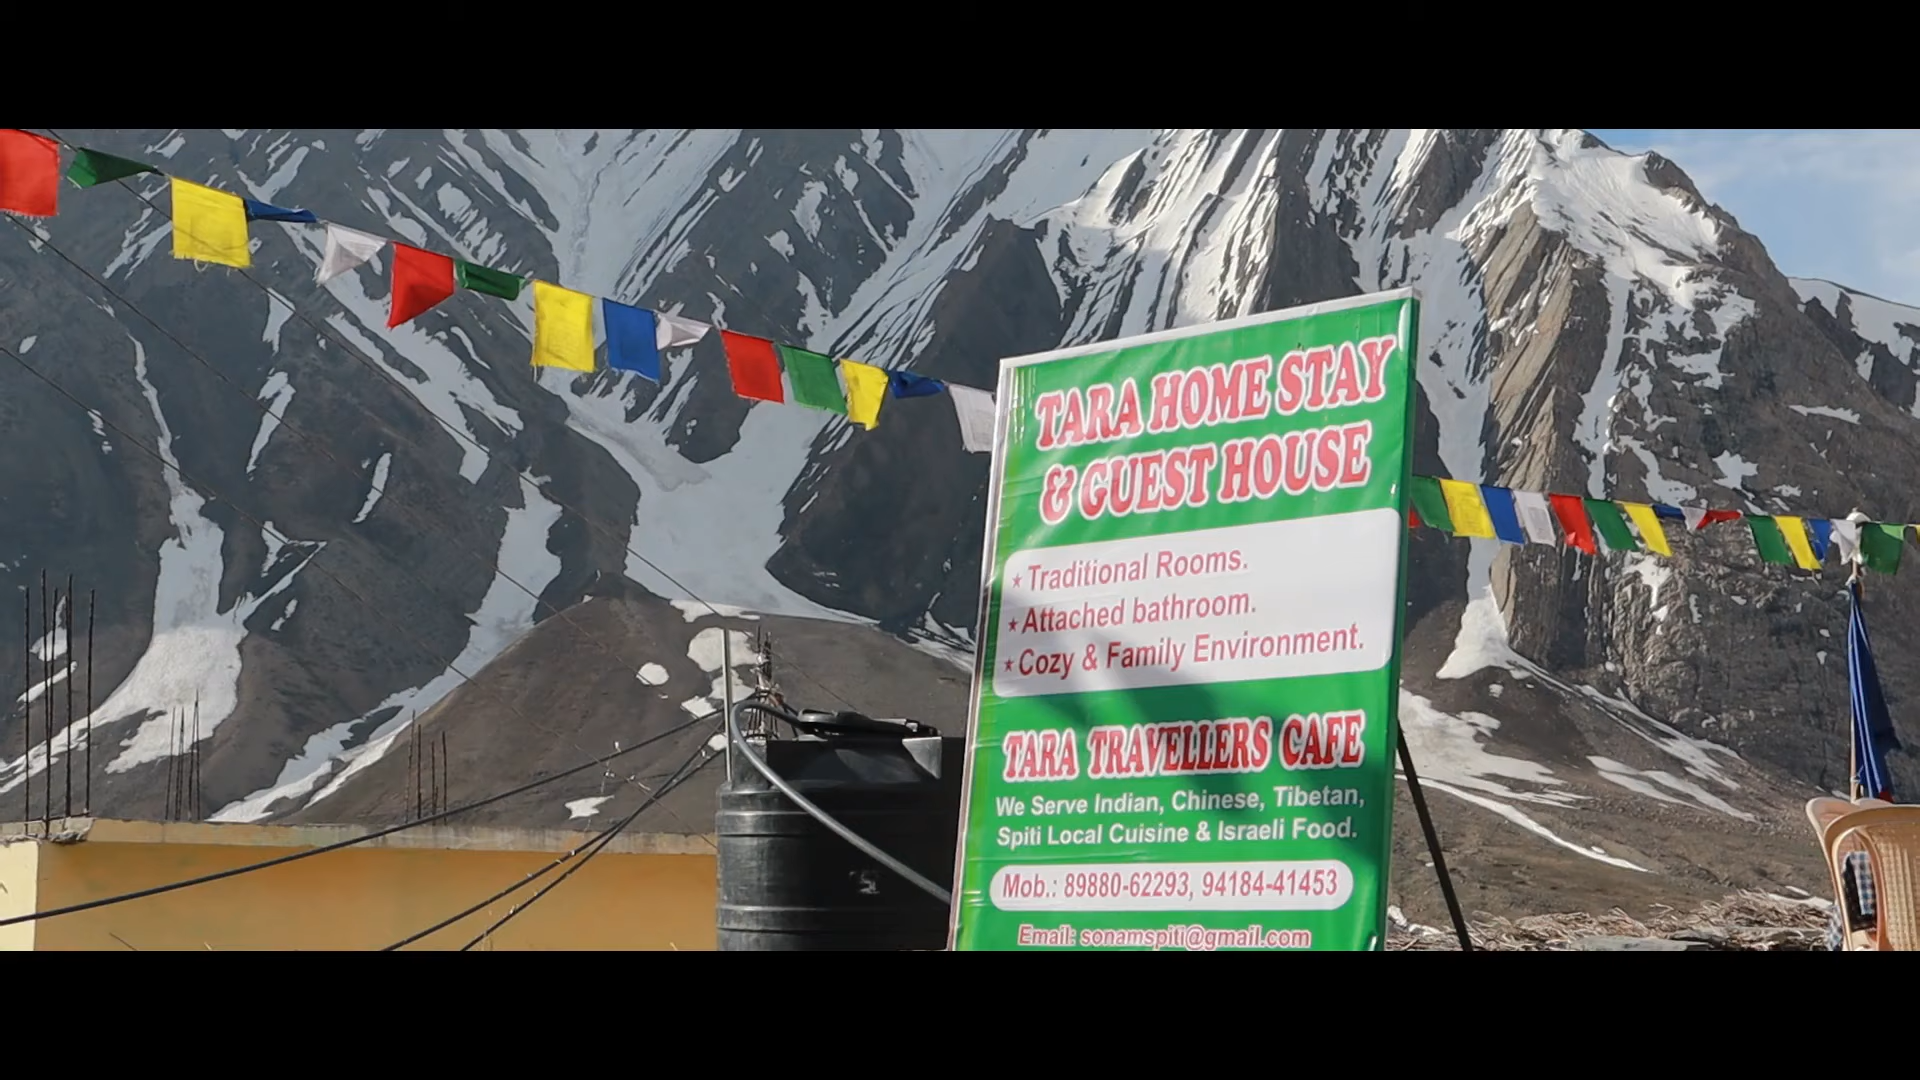 TARA HOME STAY
& GUEST HOUSE
★ Traditional Rooms.
★ Attached bathroom.
★ Cozy & Family Environment.
TARA TRAVELLERS CAFE
We Serve Indian, Chinese, Tibetan,
Spiti Local Cuisine & Israeli Food.
Mob.: 89880-62293, 94184-41453
Email: sonamspiti@gmail.com